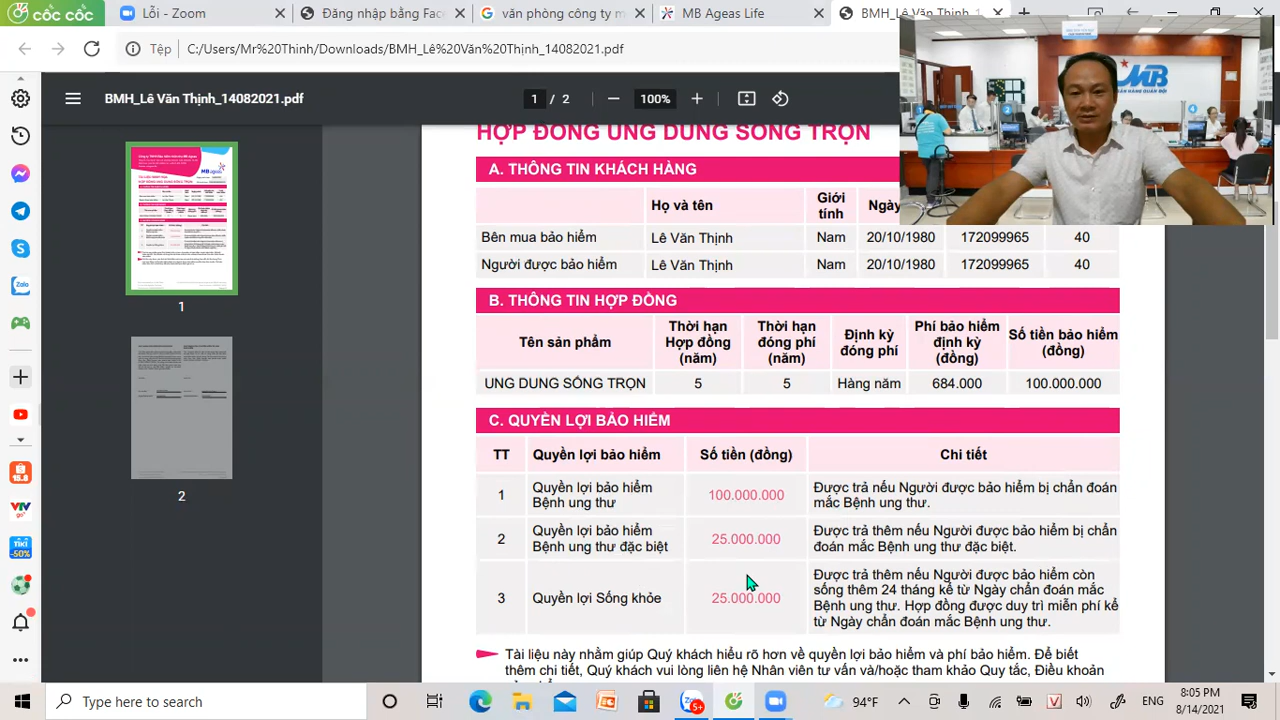 cốc cốc
Lỗi - Zoom
Đăng nhập bằng Fac
văn phòng công ty m
MB Ageas Life
BMH_Lê Văn Thịnh_1
Tệp
C:/Users/Mr%20Thinh/Downloads/BMH_Lê%20Văn%20Thịnh_14082021.pdf
BMH_Lê Văn Thịnh_14082021.pdf
1 / 2
100%
MB
1
2
HỢP ĐỒNG UNG DUNG SỐNG TRỌN
A. THÔNG TIN KHÁCH HÀNG
Họ và tên
Giới
tính
Ngày
Bên mua bảo hiểm Lê Văn Thịnh Nam 20/10/1980 172099965 40
Người được bảo hiểm Lê Văn Thịnh Nam 20/10/1980 172099965 40
B. THÔNG TIN HỢP ĐỒNG
Tên sản phẩm
Thời hạn
Hợp đồng
(năm)
Thời hạn
đóng phí
(năm)
Định kỳ
đóng phí
Phí bảo hiểm
định kỳ
(đồng)
Số tiền bảo hiểm
(đồng)
UNG DUNG SỐNG TRỌN 5 5 Hàng năm 684.000 100.000.000
C. QUYỀN LỢI BẢO HIỂM
TT Quyền lợi bảo hiểm Số tiền (đồng) Chi tiết
1
Quyền lợi bảo hiểm
Bệnh ung thư
100.000.000
Được trả nếu Người được bảo hiểm bị chẩn đoán
mắc Bệnh ung thư.
2
Quyền lợi bảo hiểm
Bệnh ung thư đặc biệt
25.000.000
Được trả thêm nếu Người được bảo hiểm bị chẩn
đoán mắc Bệnh ung thư đặc biệt.
3
Quyền lợi Sống khỏe
25.000.000
Được trả thêm nếu Người được bảo hiểm còn
sống thêm 24 tháng kể từ Ngày chẩn đoán mắc
Bệnh ung thư. Hợp đồng được duy trì miễn phí kể
từ Ngày chẩn đoán mắc Bệnh ung thư.
Tài liệu này nhằm giúp Quý khách hiểu rõ hơn về quyền lợi bảo hiểm và phí bảo hiểm. Để biết
thêm chi tiết, Quý khách vui lòng liên hệ Nhân viên tư vấn và/hoặc tham khảo Quy tắc, Điều khoản
Zalo
VTV
go
TIKI
-50%
Type here to search
94°F
ENG
8:05 PM
8/14/2021